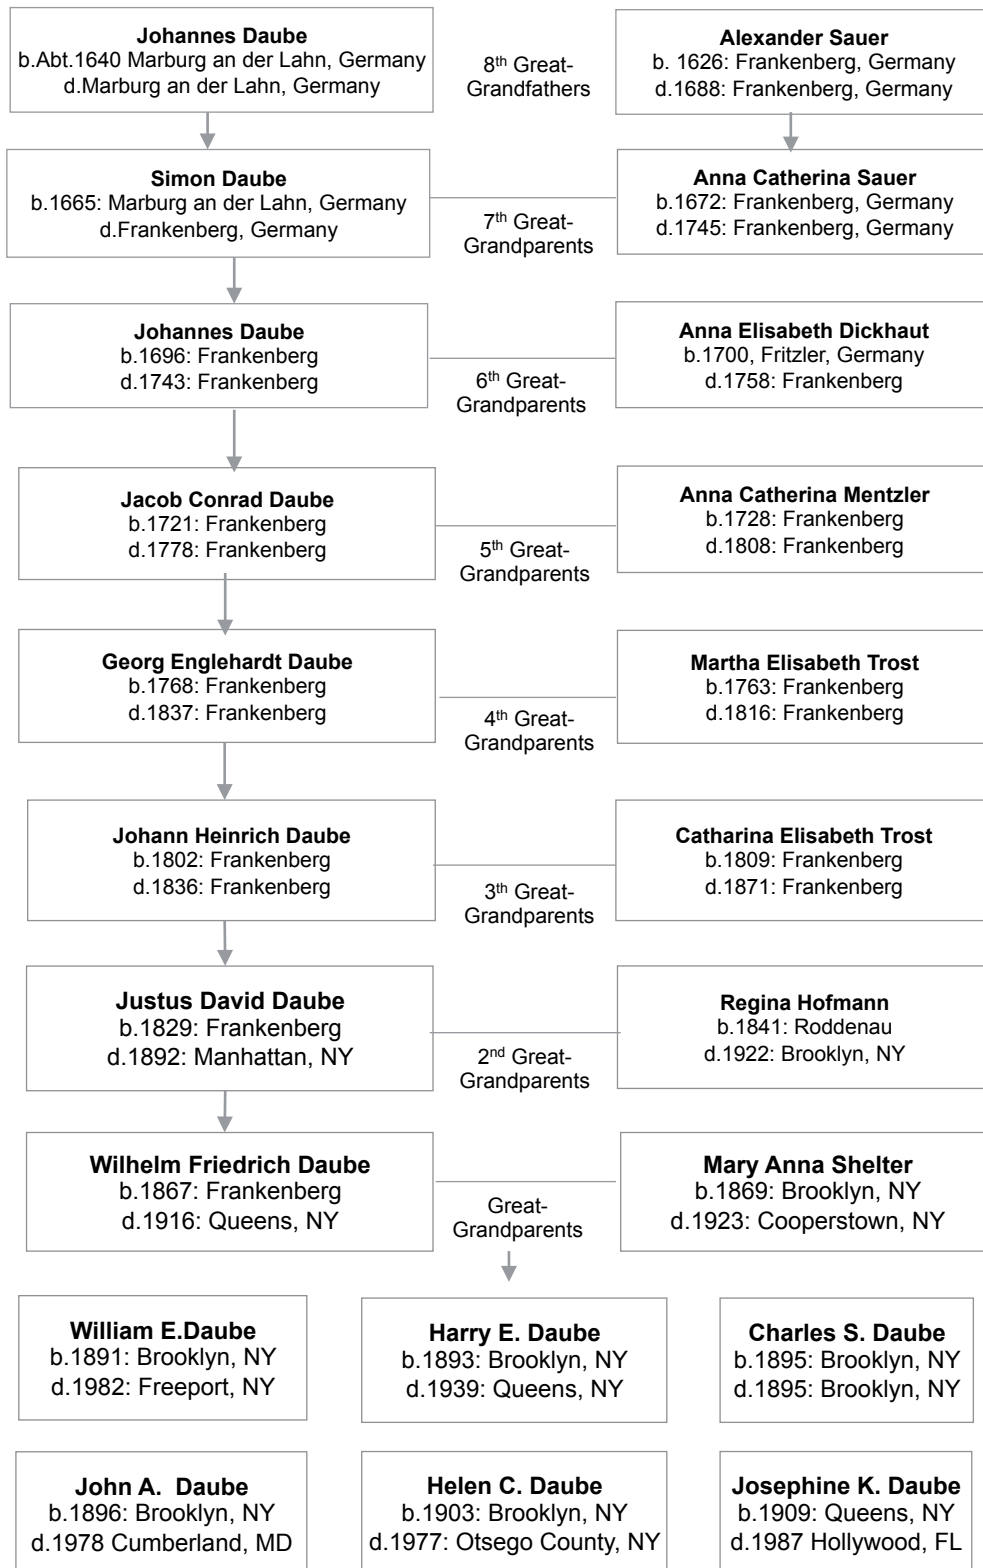 Johannes Daube
b.Abt.1640 Marburg an der Lahn, Germany
d.Marburg an der Lahn, Germany
8th Great-
Grandfathers
Alexander Sauer
b. 1626: Frankenberg, Germany
d.1688: Frankenberg, Germany
Simon Daube
b.1665: Marburg an der Lahn, Germany
d.Frankenberg, Germany
7th Great-
Grandparents
Anna Catherina Sauer
b.1672: Frankenberg, Germany
d.1745: Frankenberg, Germany
Johannes Daube
b.1696: Frankenberg
d.1743: Frankenberg
6th Great-
Grandparents
Anna Elisabeth Dickhaut
b.1700, Fritzler, Germany
d.1758: Frankenberg
Jacob Conrad Daube
b.1721: Frankenberg
d.1778: Frankenberg
5th Great-
Grandparents
Anna Catherina Mentzler
b.1728: Frankenberg
d.1808: Frankenberg
Georg Englehardt Daube
b.1768: Frankenberg
d.1837: Frankenberg
4th Great-
Grandparents
Martha Elisabeth Trost
b.1763: Frankenberg
d.1816: Frankenberg
Johann Heinrich Daube
b.1802: Frankenberg
d.1836: Frankenberg
3th Great-
Grandparents
Catharina Elisabeth Trost
b.1809: Frankenberg
d.1871: Frankenberg
Justus David Daube
b.1829: Frankenberg
d.1892: Manhattan, NY
2nd Great-
Grandparents
Regina Hofmann
b.1841: Roddenau
d.1922: Brooklyn, NY
Wilhelm Friedrich Daube
b.1867: Frankenberg
d.1916: Queens, NY
Great-
Grandparents
Mary Anna Shelter
b.1869: Brooklyn, NY
d.1923: Cooperstown, NY
William E.Daube
b.1891: Brooklyn, NY
d.1982: Freeport, NY
Harry E. Daube
b.1893: Brooklyn, NY
d.1939: Queens, NY
Charles S. Daube
b.1895: Brooklyn, NY
d.1895: Brooklyn, NY
John A. Daube
b.1896: Brooklyn, NY
d.1978 Cumberland, MD
Helen C. Daube
b.1903: Brooklyn, NY
d.1977: Otsego County, NY
Josephine K. Daube
b.1909: Queens, NY
d.1987 Hollywood, FL